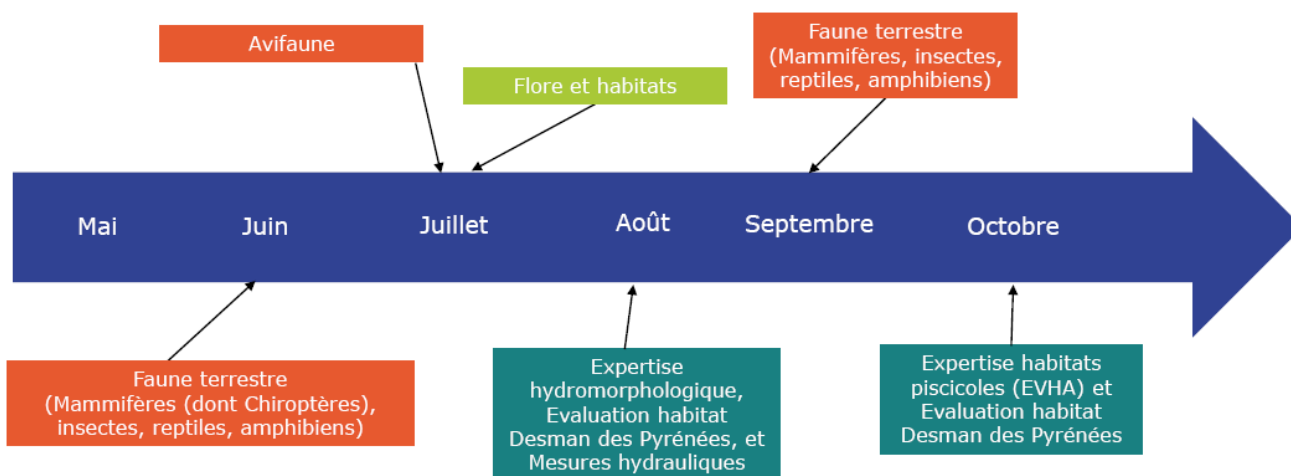 Avifaune
Flore et habitats
Faune terrestre
(Mammifères, insectes,
reptiles, amphibiens)
Mai
Juin
Juillet
Août
Septembre
Octobre
Faune terrestre
(Mammifères (dont Chiroptères),
insectes, reptiles, amphibiens)
Expertise
hydromorphologique,
Evaluation habitat
Desman des Pyrénées, et
Mesures hydrauliques
Expertise habitats
piscicoles (EVHA) et
Evaluation habitat
Desman des Pyrénées